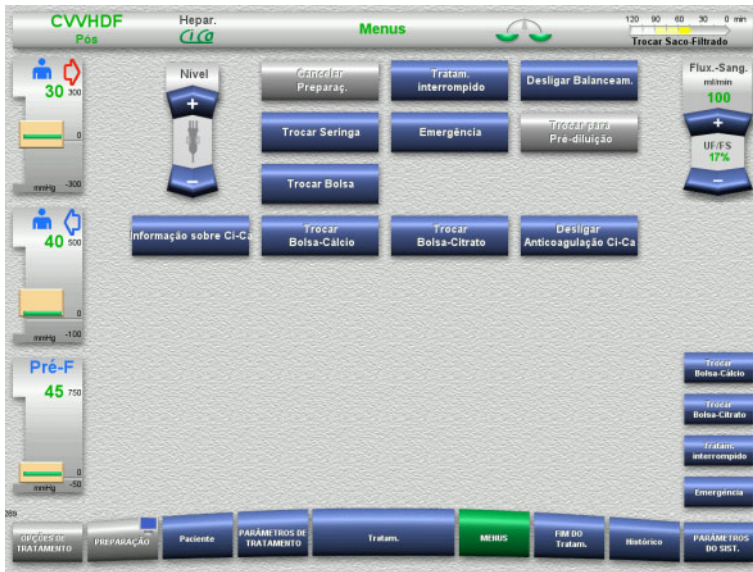 CVVHDF
Pós
Hepar.
CiCa
Menus
120 90 60 30 0 min
Trocar Saco-Filtrado
30 300
0
mmHg -300
40 500
0
mmHg -100
Pré-F
45 750
0
mmHg -50
Nível
+
−
Cancelar
Preparaç.
Tratam.
interrompido
Desligar Balanceam.
Trocar Seringa
Emergência
Trocar para
Pré-diluição
Trocar Bolsa
Informação sobre Ci-Ca
Trocar
Bolsa-Cálcio
Trocar
Bolsa-Citrato
Desligar
Anticoagulação Ci-Ca
Flux.-Sang.
ml/min
100
+
UF/FS
17%
−
Trocar
Bolsa-Cálcio
Trocar
Bolsa-Citrato
Tratam.
interrompido
Emergência
OPÇÕES DE
TRATAMENTO
PREPARAÇÃO
Paciente
PARÂMETROS DE
TRATAMENTO
Tratam.
MENUS
FIM DO
Tratam.
Histórico
PARÂMETROS
DO SIST.